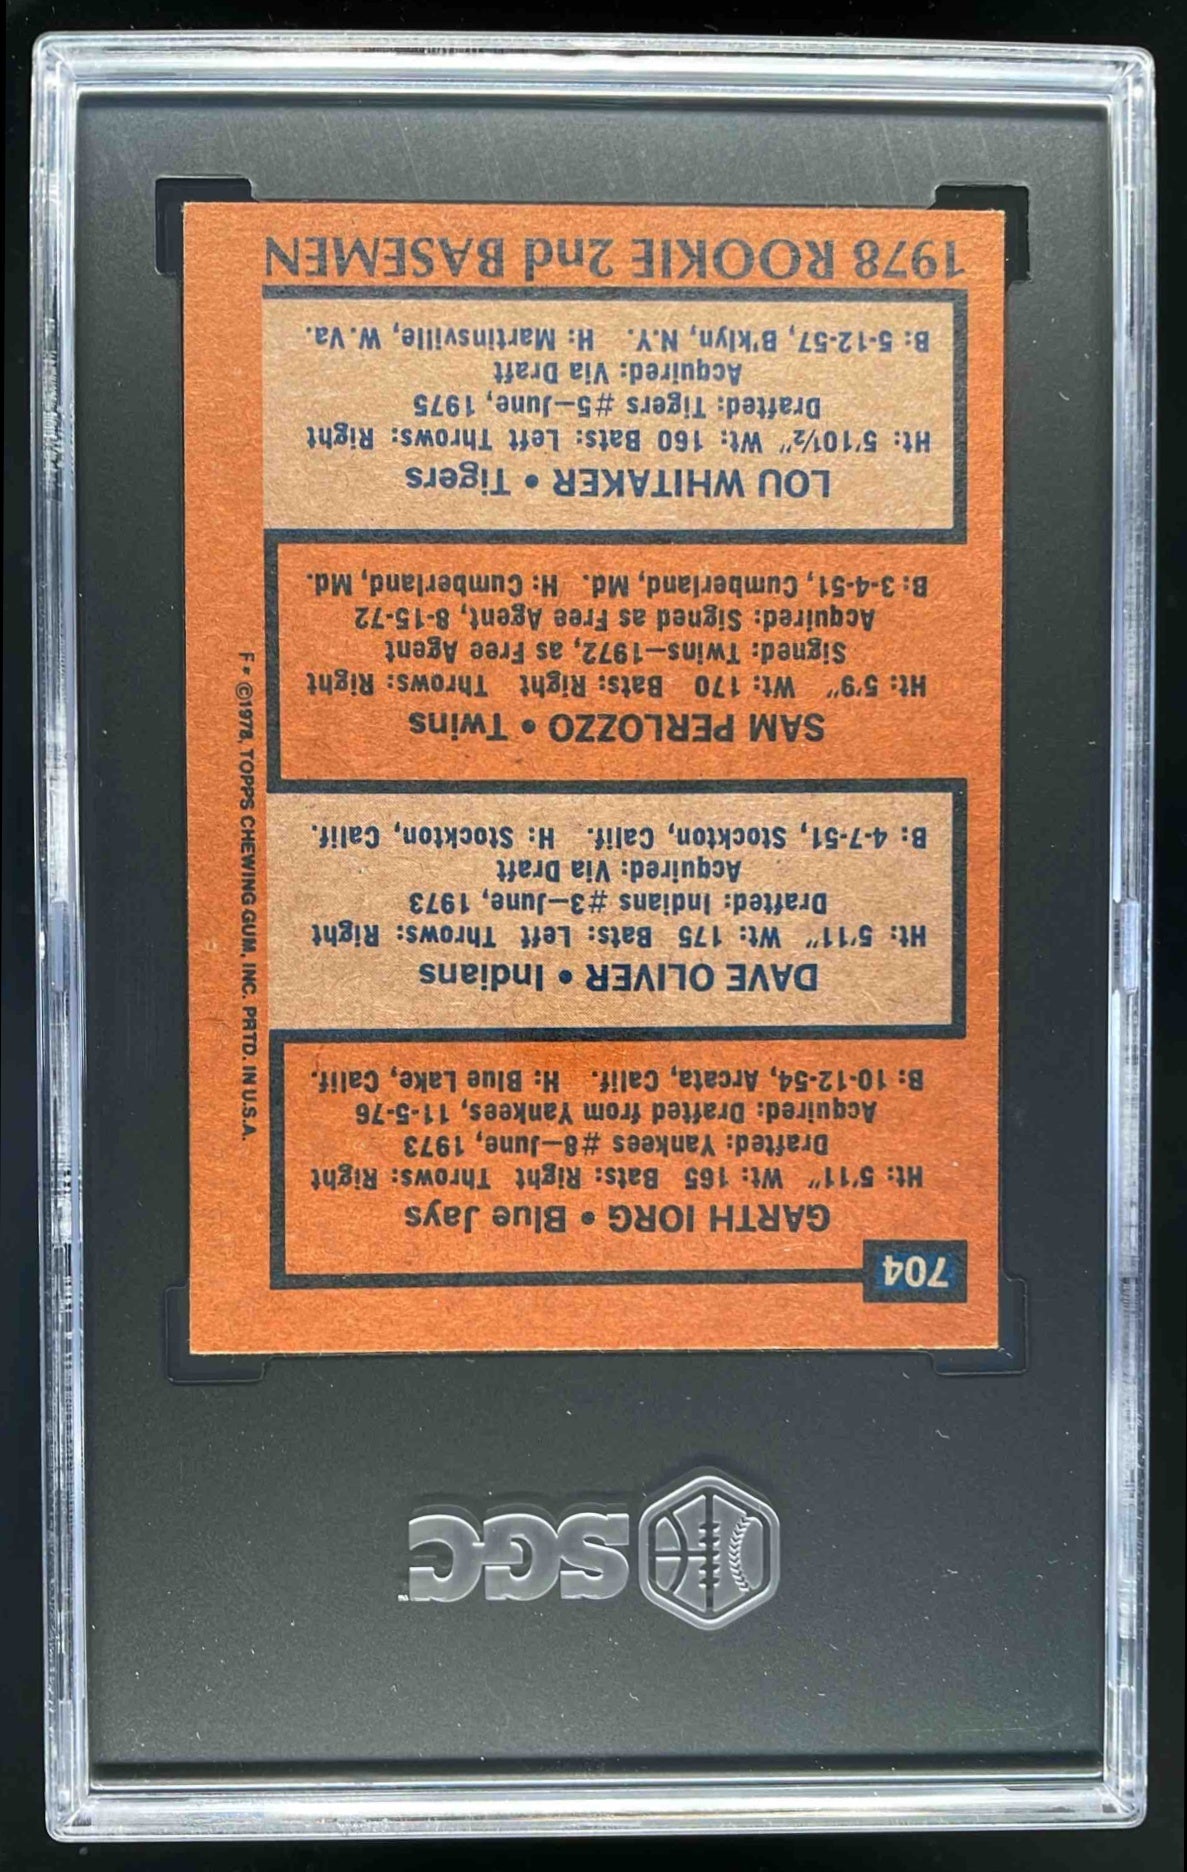 704
GARTH IORG • Blue Jays
Ht: 5'11" Wt: 165 Bats: Right Throws: Right
Drafted: Yankees #8—June, 1973
Acquired: Drafted from Yankees, 11-5-76
B: 10-12-54, Arcata, Calif. H: Blue Lake, Calif.
DAVE OLIVER • Indians
Ht: 5'11" Wt: 175 Bats: Left Throws: Right
Drafted: Indians #3—June, 1973
Acquired: Via Draft
B: 4-7-51, Stockton, Calif. H: Stockton, Calif.
SAM PERLOZZO • Twins
Ht: 5'9" Wt: 170 Bats: Right Throws: Right
Signed: Twins—1972, as Free Agent
Acquired: Signed as Free Agent, 8-15-72
B: 3-4-51, Cumberland, Md. H: Cumberland, Md.
LOU WHITAKER • Tigers
Ht: 5'10½" Wt: 160 Bats: Left Throws: Right
Drafted: Tigers #5—June, 1975
Acquired: Via Draft
B: 5-12-57, B'klyn, N.Y. H: Martinsville, W.Va.
1978 ROOKIE 2nd BASEMEN
F* ©1978, TOPPS CHEWING GUM, INC. PRTD. IN U.S.A.
SGC™